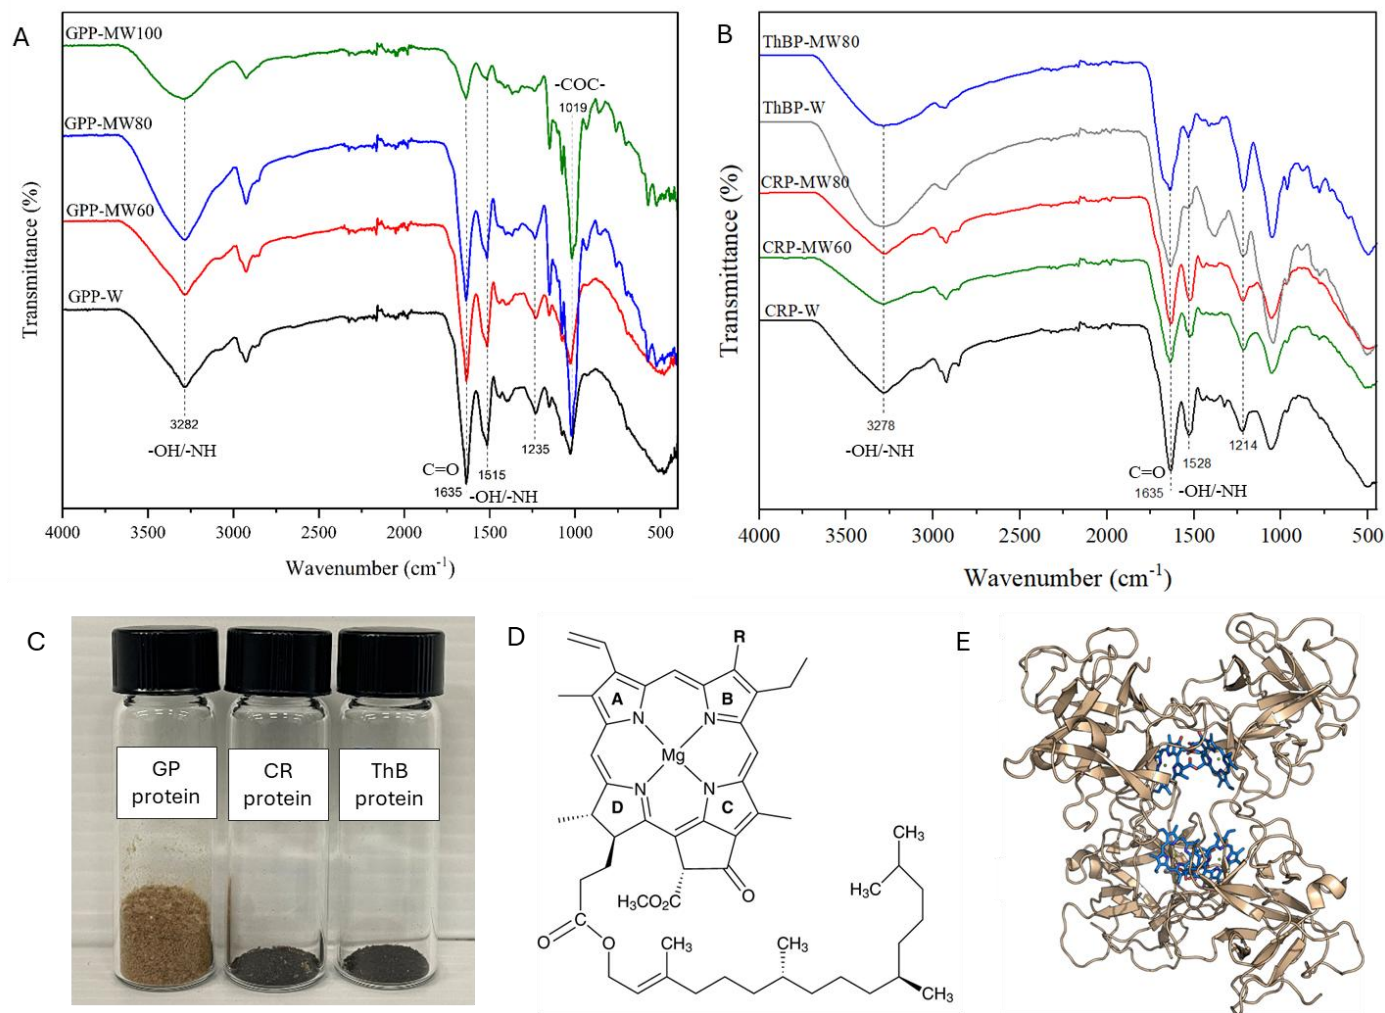 A
GPP-MW100
GPP-MW80
GPP-MW60
GPP-W
-COC-
1019
3282
-OH/-NH
1235
C=O
1515
1635
-OH/-NH
Transmittance (%)
4000 3500 3000 2500 2000 1500 1000 500
Wavenumber (cm-1)
B
ThBP-MW80
ThBP-W
CRP-MW80
CRP-MW60
CRP-W
3278
-OH/-NH
1214
C=O
1528
1635
-OH/-NH
Transmittance (%)
4000 3500 3000 2500 2000 1500 1000 500
Wavenumber (cm-1)
C
GP
protein
CR
protein
ThB
protein
D
R
A
B
N
N
Mg
N
N
D
C
H3CO2C
O
O
O
CH3
CH3
CH3
H3C
CH3
E